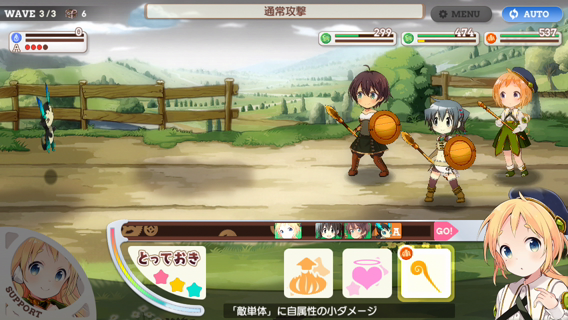 WAVE 3/3 6
通常攻撃
MENU
AUTO
0
A
299
474
537
A
GO!
とっておき
SUPPORT
「敵単体」に自属性の小ダメージ